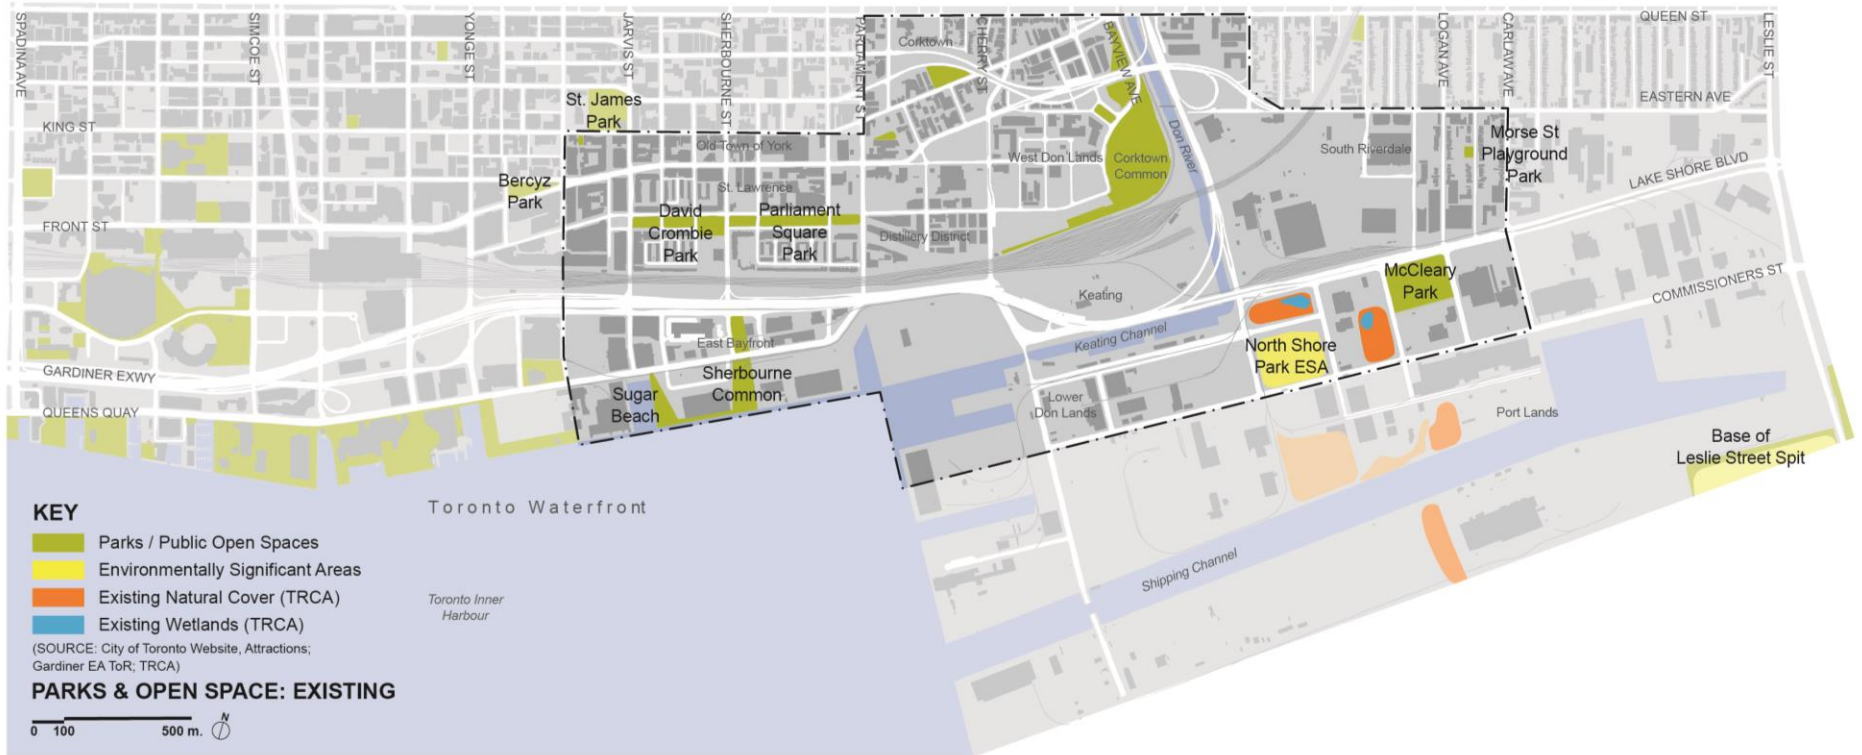 SPADINA AVE
SIMCOE ST
YONGE ST
JARVIS ST
SHERBOURNE ST
PARLIAMENT ST
CHERRY ST
BAYVIEW AVE
LOGAN AVE
CARLAW AVE
QUEEN ST
LESLIE ST
Corktown
EASTERN AVE
St. James
Park
KING ST
Old Town of York
Don River
West Don Lands
Corktown
Common
South Riverdale
Morse St
Playground
Park
LAKE SHORE BLVD
Bercyz
Park
St. Lawrence
FRONT ST
David
Crombie
Park
Parliament
Square
Park
Distillery District
Keating
McCleary
Park
COMMISSIONERS ST
Keating Channel
East Bayfront
North Shore
Park ESA
GARDINER EXWY
Sherbourne
Common
Sugar
Beach
QUEENS QUAY
Lower
Don Lands
Port Lands
Base of
Leslie Street Spit
Toronto Waterfront
Shipping Channel
Toronto Inner
Harbour
KEY
Parks / Public Open Spaces
Environmentally Significant Areas
Existing Natural Cover (TRCA)
Existing Wetlands (TRCA)
(SOURCE: City of Toronto Website, Attractions;
Gardiner EA ToR; TRCA)
PARKS & OPEN SPACE: EXISTING
0 100 500 m.
N